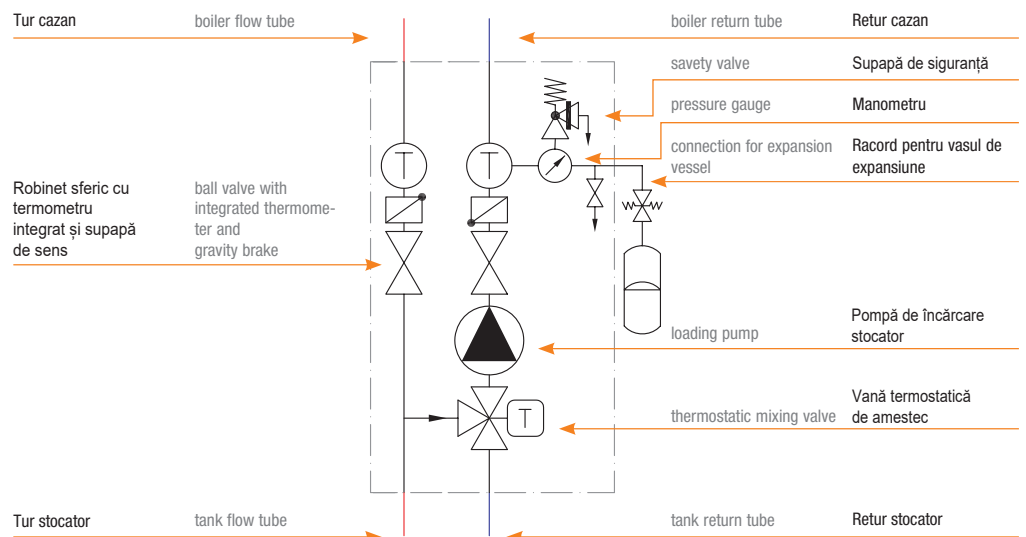 Tur cazan
boiler flow tube
boiler return tube
Retur cazan
savety valve
Supapă de siguranță
pressure gauge
Manometru
connection for expansion
vessel
Racord pentru vasul de
expansiune
T
T
Robinet sferic cu
termometru
integrat și supapă
de sens
ball valve with
integrated thermome-
ter and
gravity brake
loading pump
Pompă de încărcare
stocator
thermostatic mixing valve
Vană termostatică
de amestec
T
Tur stocator
tank flow tube
tank return tube
Retur stocator